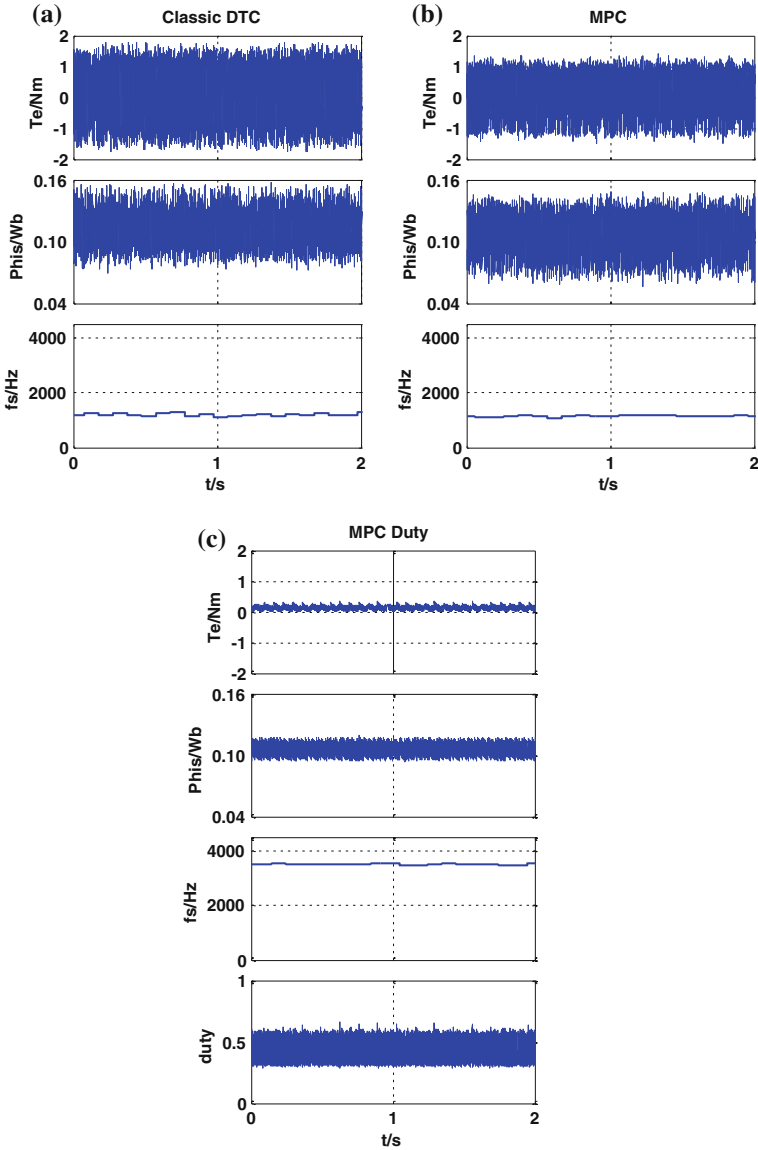 (a)
Classic DTC
2
1
0
-1
-2
Te/Nm
0.16
0.10
0.04
Phis/Wb
4000
2000
0
fs/Hz
0 1 2
t/s
(b)
MPC
2
1
0
-1
-2
Te/Nm
0.16
0.10
0.04
Phis/Wb
4000
2000
0
fs/Hz
0 1 2
t/s
(c)
MPC Duty
2
1
0
-1
-2
Te/Nm
0.16
0.10
0.04
Phis/Wb
4000
2000
0
fs/Hz
1
0.5
0
duty
0 1 2
t/s